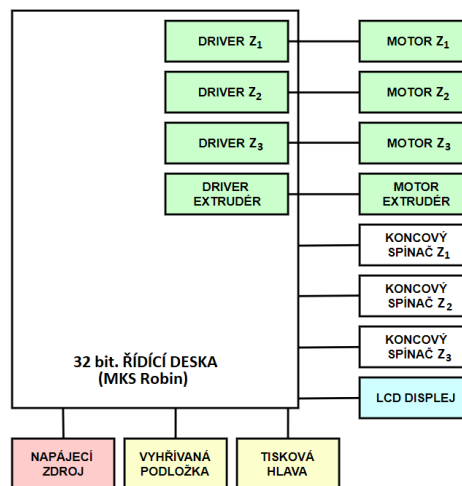 DRIVER Z1
MOTOR Z1
DRIVER Z2
MOTOR Z2
DRIVER Z3
MOTOR Z3
DRIVER
EXTRUDÉR
MOTOR
EXTRUDÉR
KONCOVÝ
SPÍNAČ Z1
KONCOVÝ
SPÍNAČ Z2
KONCOVÝ
SPÍNAČ Z3
32 bit. ŘÍDÍCÍ DESKA
(MKS Robin)
LCD DISPLEJ
NAPÁJECÍ
ZDROJ
VYHŘÍVANÁ
PODLOŽKA
TISKOVÁ
HLAVA